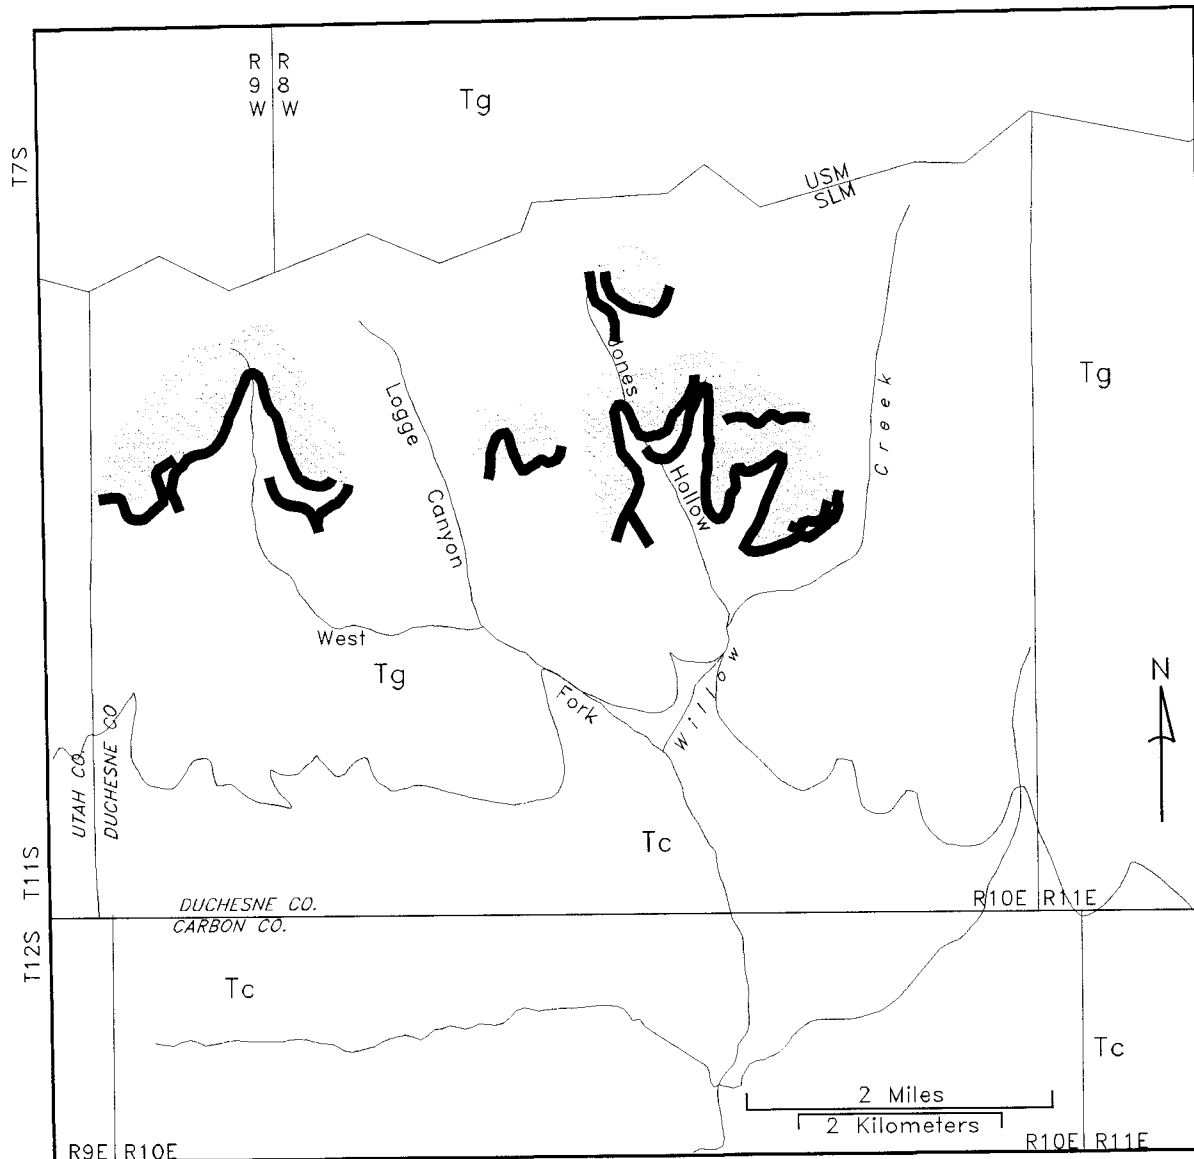 R R
9 8
W W
Tg
T7S
USM
SLM
Jones
Hollow
Tg
Logge
Canyon
Creek
West
Fork
Willow
Tg
N
UTAH CO.
DUCHESNE CO
Tc
T11S
DUCHESNE CO.
CARBON CO.
R10E R11E
T12S
Tc
Tc
2 Miles
2 Kilometers
R9E R10E
R10E R11E